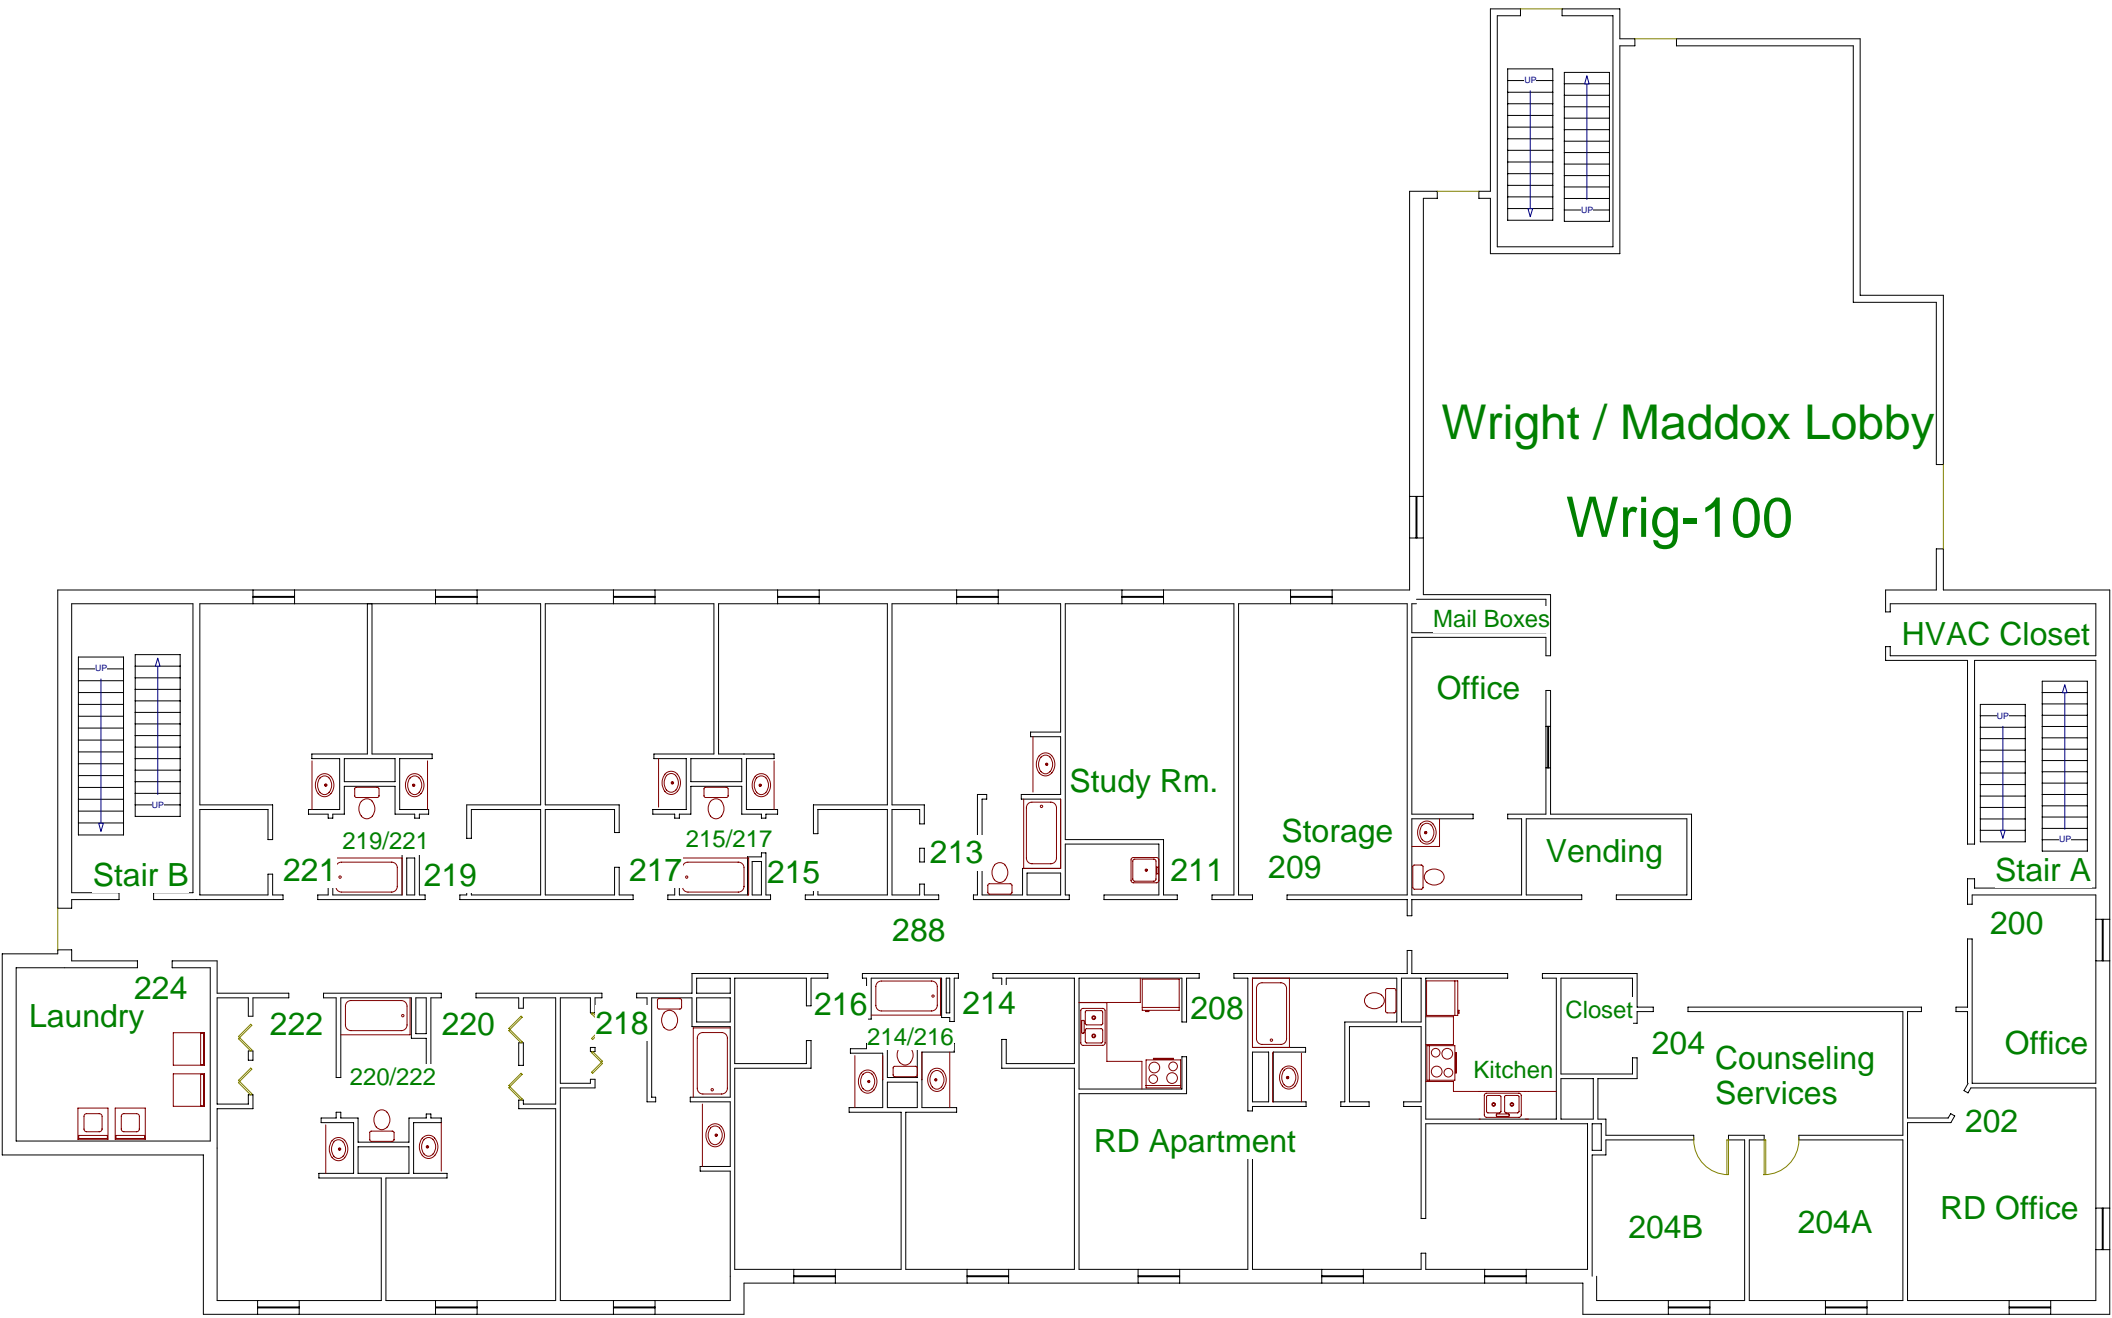 UP
UP
Wright / Maddox Lobby
Wrig-100
Mail Boxes
HVAC Closet
UP
UP
Office
UP
UP
Study Rm.
Storage
Vending
219/221
215/217
213
Stair B
221
219
217
215
211
209
Stair A
288
200
224
Laundry
222
220
218
216
214
208
Closet
214/216
204
Counseling
Services
Office
220/222
Kitchen
202
RD Apartment
204B
204A
RD Office